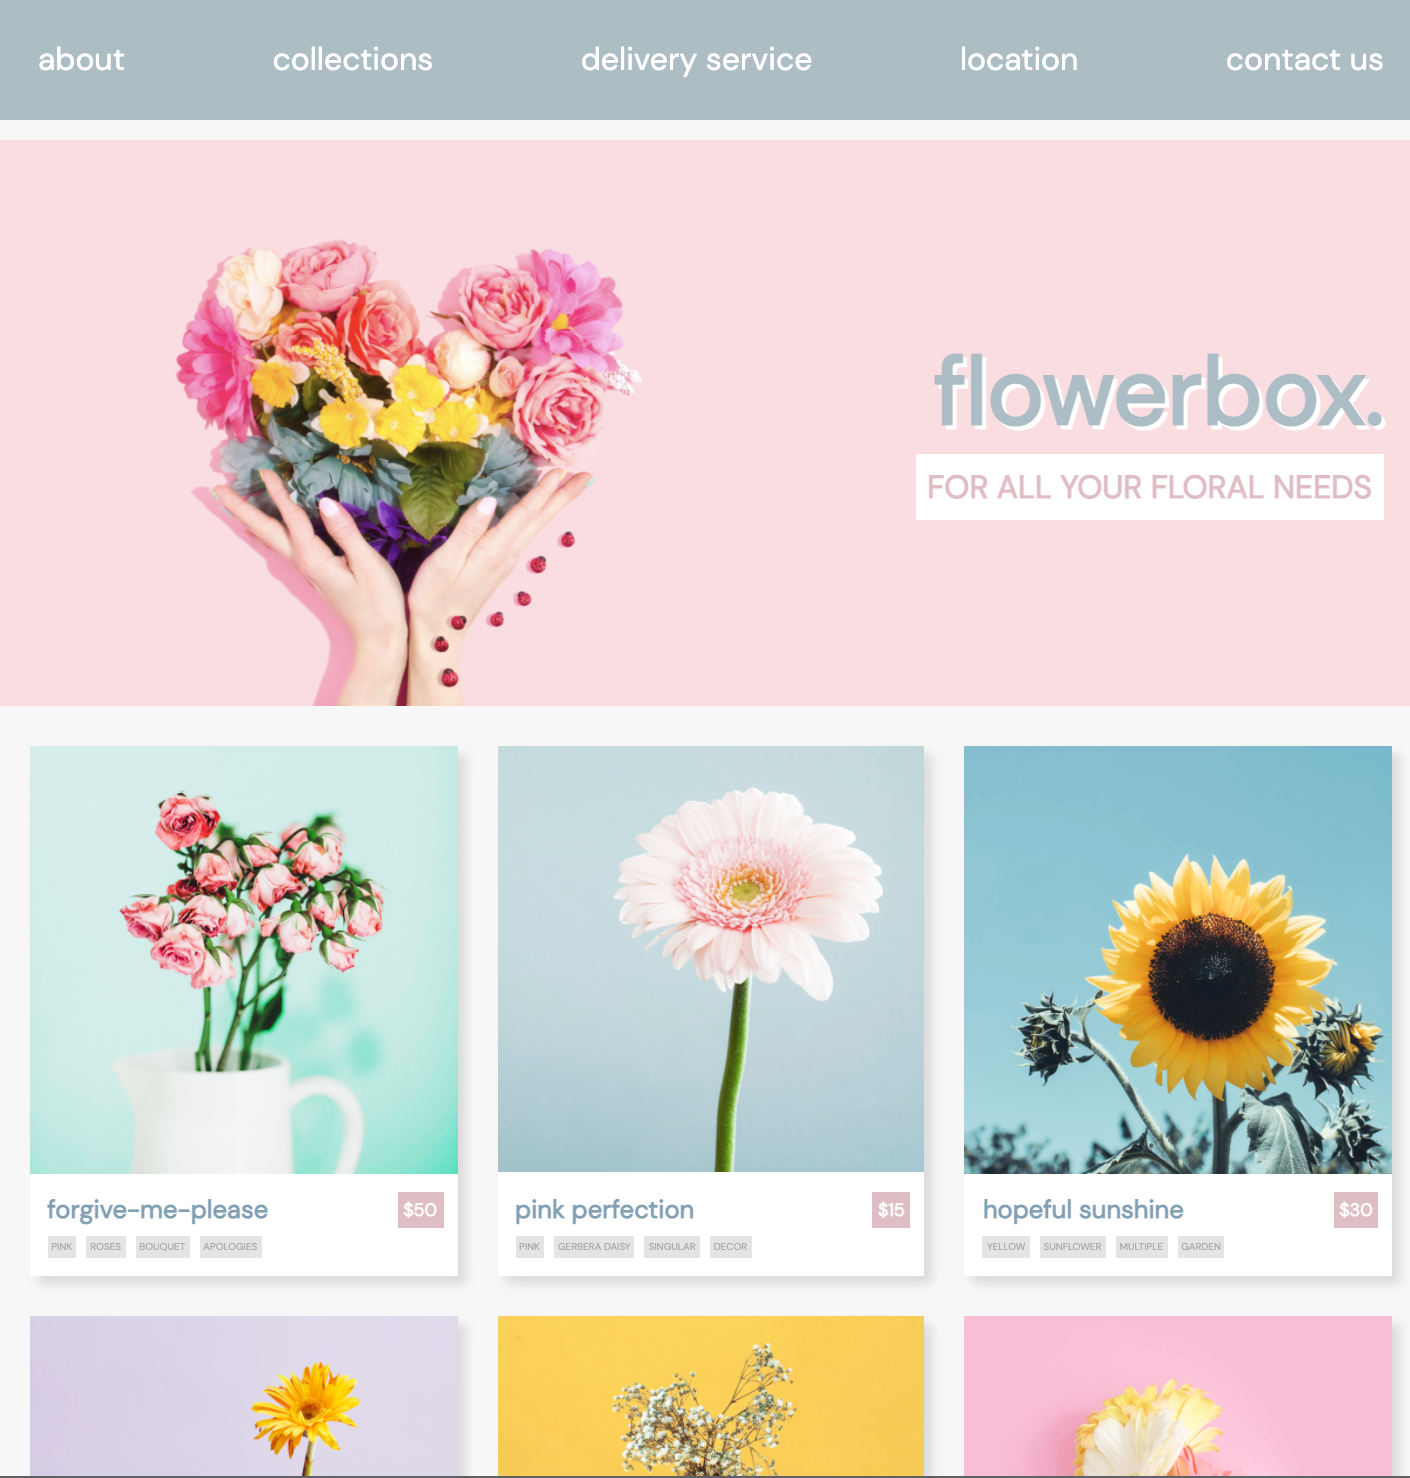 about collections delivery service location contact us
flowerbox.
FOR ALL YOUR FLORAL NEEDS
forgive-me-please $50
PINK ROSES BOUQUET APOLOGIES
pink perfection $15
PINK GERBERA DAISY SINGULAR DECOR
hopeful sunshine $30
YELLOW SUNFLOWER MULTIPLE GARDEN